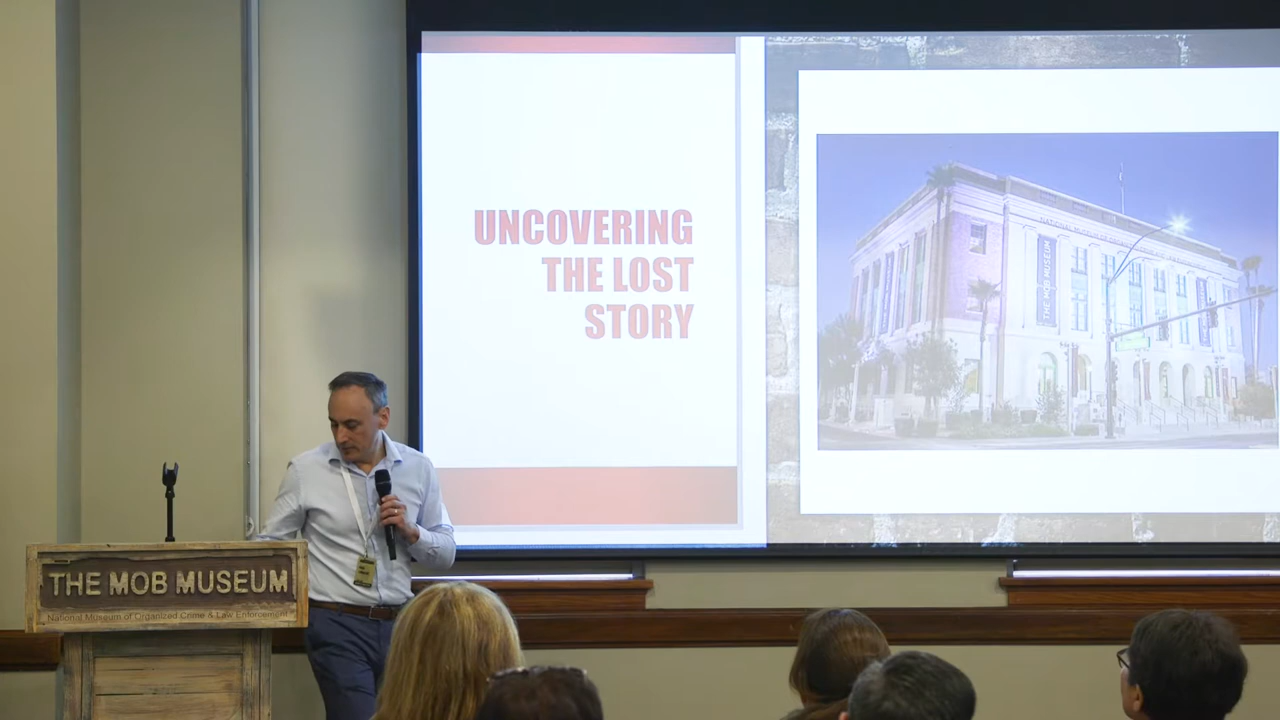 UNCOVERING
THE LOST
STORY
THE MOB MUSEUM
THE MOB MUSEUM
National Museum of Organized Crime & Law Enforcement